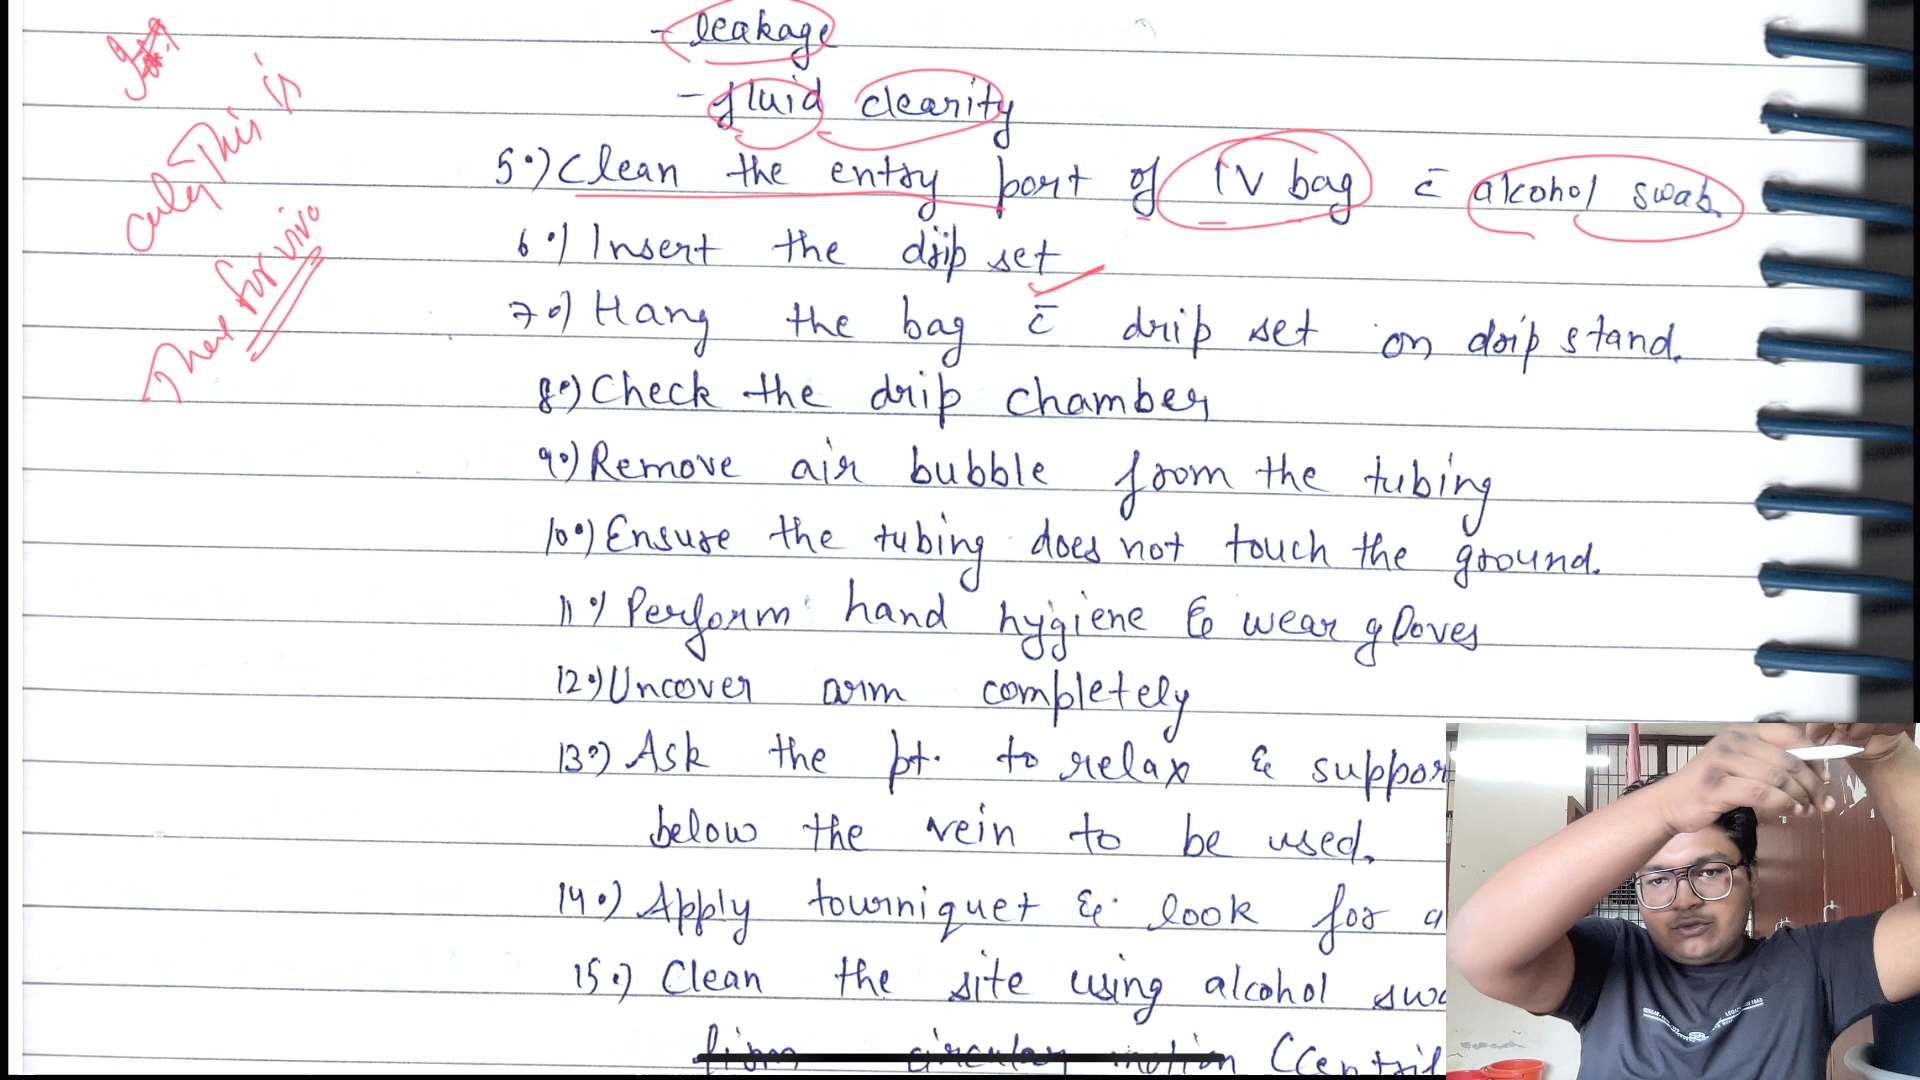 - leakage
- fluid clearity
5.) Clean the entry port of IV bag c̄ alcohol swab.
6.) Insert the drip set
7.) Hang the bag c̄ drip set on drip stand.
8.) Check the drip chamber
9.) Remove air bubble from the tubing
10.) Ensure the tubing does not touch the ground.
11.) Perform hand hygiene & wear gloves
12.) Uncover arm completely
13.) Ask the pt. to relax & suppor
below the vein to be used.
14.) Apply tourniquet & look for a
15.) Clean the site using alcohol swa
circular motion
This is
only
for viva